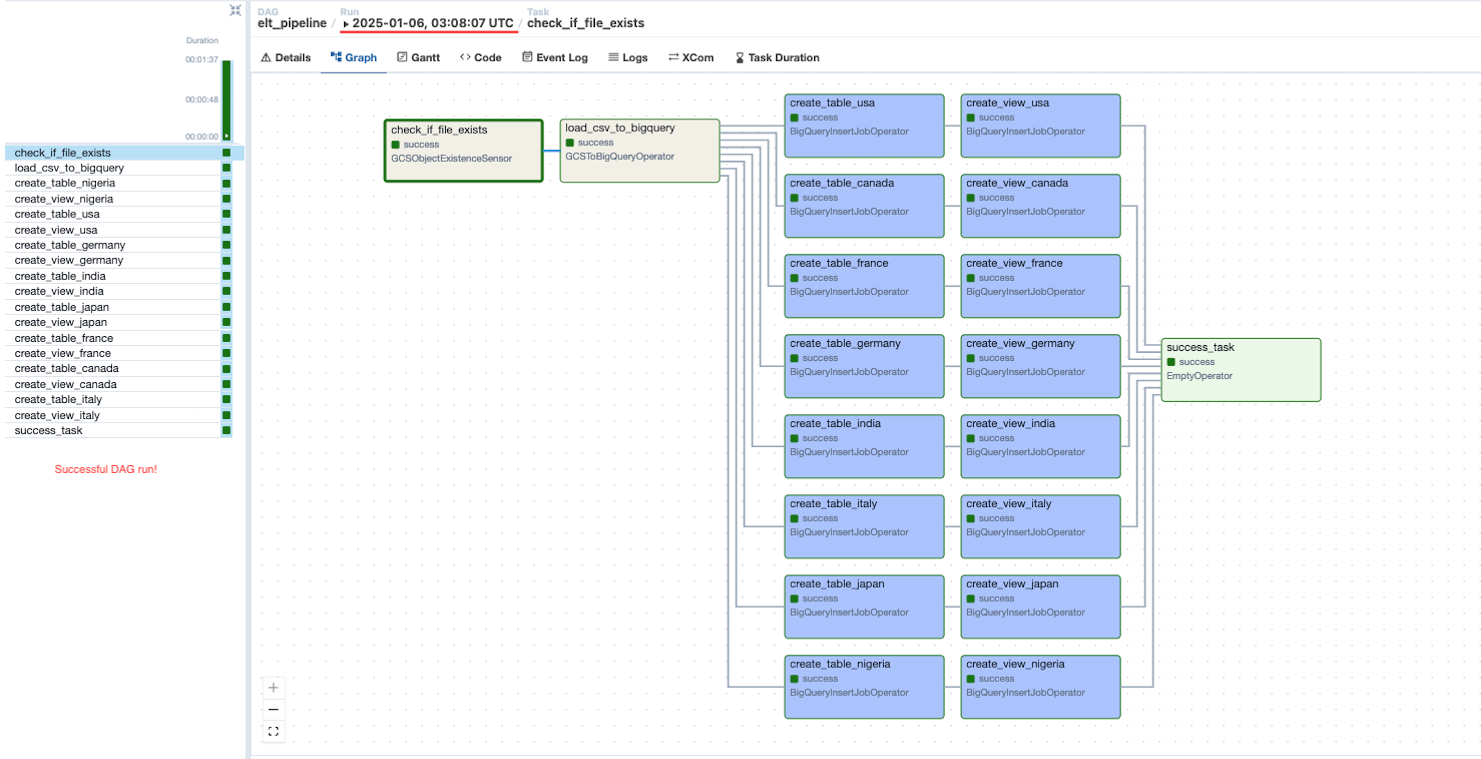 DAG
elt_pipeline /
Run
2025-01-06, 03:08:07 UTC /
Task
check_if_file_exists
Duration
00:01:37
00:00:48
00:00:00
check_if_file_exists
load_csv_to_bigquery
create_table_nigeria
create_view_nigeria
create_table_usa
create_view_usa
create_table_germany
create_view_germany
create_table_india
create_view_india
create_table_japan
create_view_japan
create_table_france
create_view_france
create_table_canada
create_view_canada
create_table_italy
create_view_italy
success_task
Successful DAG run!
Details
Graph
Gantt
Code
Event Log
Logs
XCom
Task Duration
check_if_file_exists
success
GCSObjectExistenceSensor
load_csv_to_bigquery
success
GCSToBigQueryOperator
create_table_usa
success
BigQueryInsertJobOperator
create_view_usa
success
BigQueryInsertJobOperator
create_table_canada
success
BigQueryInsertJobOperator
create_view_canada
success
BigQueryInsertJobOperator
create_table_france
success
BigQueryInsertJobOperator
create_view_france
success
BigQueryInsertJobOperator
create_table_germany
success
BigQueryInsertJobOperator
create_view_germany
success
BigQueryInsertJobOperator
create_table_india
success
BigQueryInsertJobOperator
create_view_india
success
BigQueryInsertJobOperator
create_table_italy
success
BigQueryInsertJobOperator
create_view_italy
success
BigQueryInsertJobOperator
create_table_japan
success
BigQueryInsertJobOperator
create_view_japan
success
BigQueryInsertJobOperator
create_table_nigeria
success
BigQueryInsertJobOperator
create_view_nigeria
success
BigQueryInsertJobOperator
success_task
success
EmptyOperator